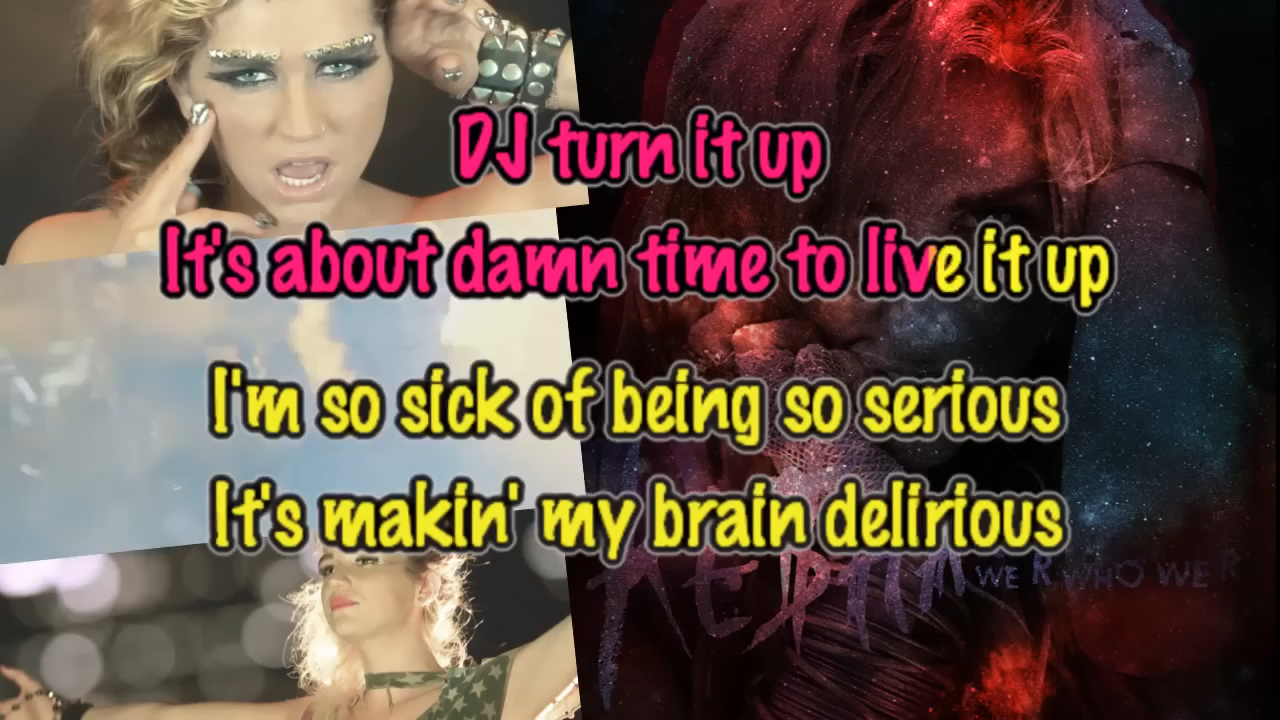 DJ turn it up
It's about damn time to live it up
I'm so sick of being so serious
It's makin' my brain delirious
WE R WHO WE R